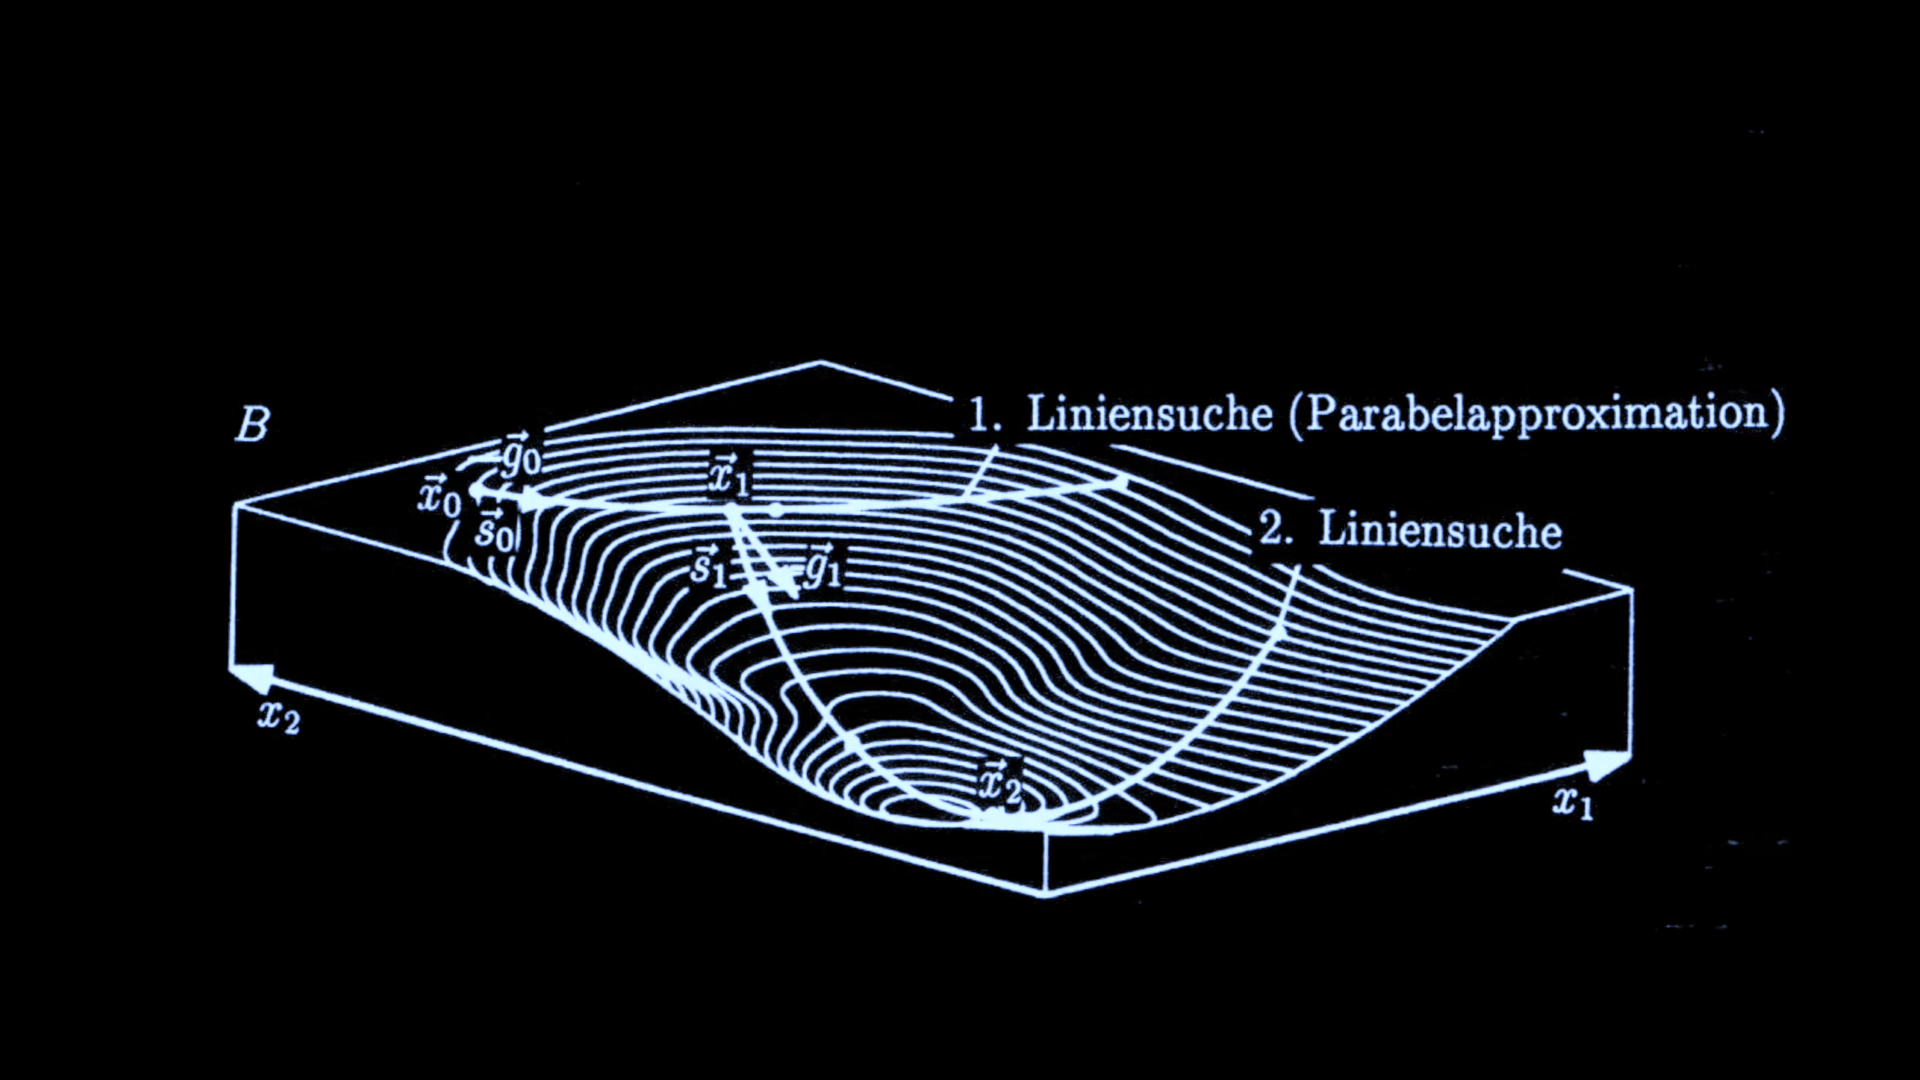 1. Liniensuche (Parabelapproximation)
B
g⃗₀
x⃗₁
x⃗₀
s⃗₀
2. Liniensuche
s⃗₁
g⃗₁
x₂
x⃗₂
x₁